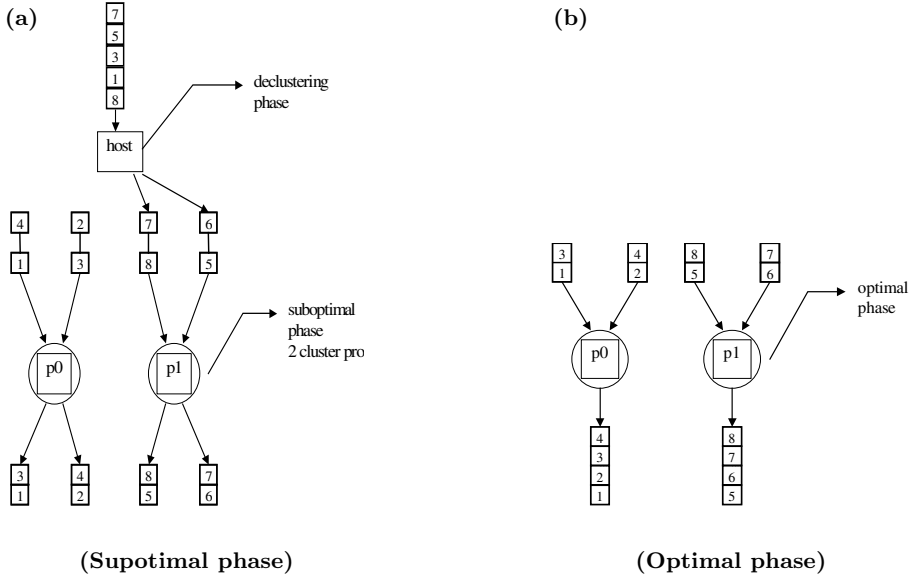 (a)
(b)
7
5
3
1
8
declustering
phase
host
4 2 7 6
1 3 8 5
suboptimal
phase
2 cluster pro
p0 p1
3 4 8 7
1 2 5 6
(Supotimal phase)
3 4 8 7
1 2 5 6
optimal
phase
p0 p1
4 8
3 7
2 6
1 5
(Optimal phase)